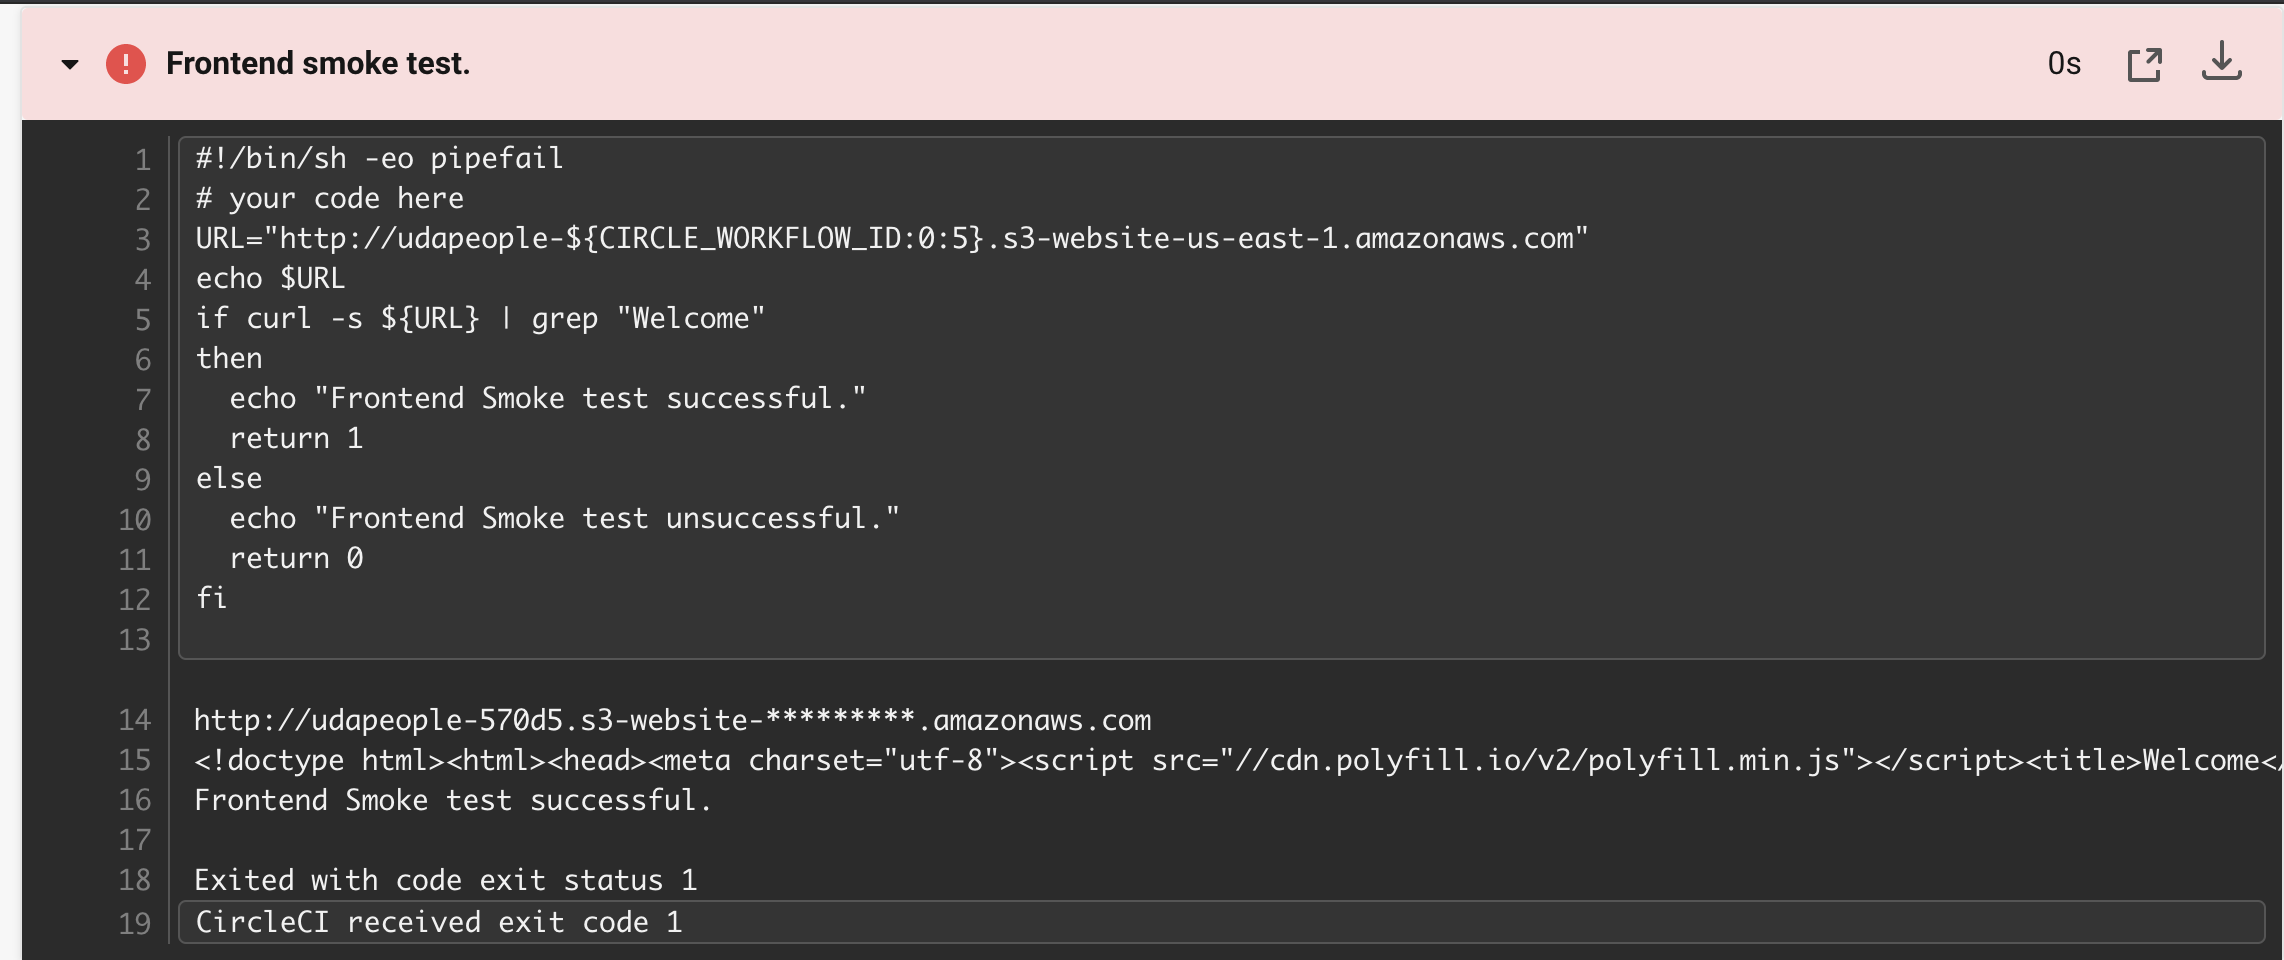 Frontend smoke test.
0s
1 #!/bin/sh -eo pipefail
2 # your code here
3 URL="http://udapeople-${CIRCLE_WORKFLOW_ID:0:5}.s3-website-us-east-1.amazonaws.com"
4 echo $URL
5 if curl -s ${URL} | grep "Welcome"
6 then
7   echo "Frontend Smoke test successful."
8   return 1
9 else
10   echo "Frontend Smoke test unsuccessful."
11   return 0
12 fi
13
14 http://udapeople-570d5.s3-website-*********.amazonaws.com
15 <!doctype html><html><head><meta charset="utf-8"><script src="//cdn.polyfill.io/v2/polyfill.min.js"></script><title>Welcome</
16 Frontend Smoke test successful.
17
18 Exited with code exit status 1
19 CircleCI received exit code 1